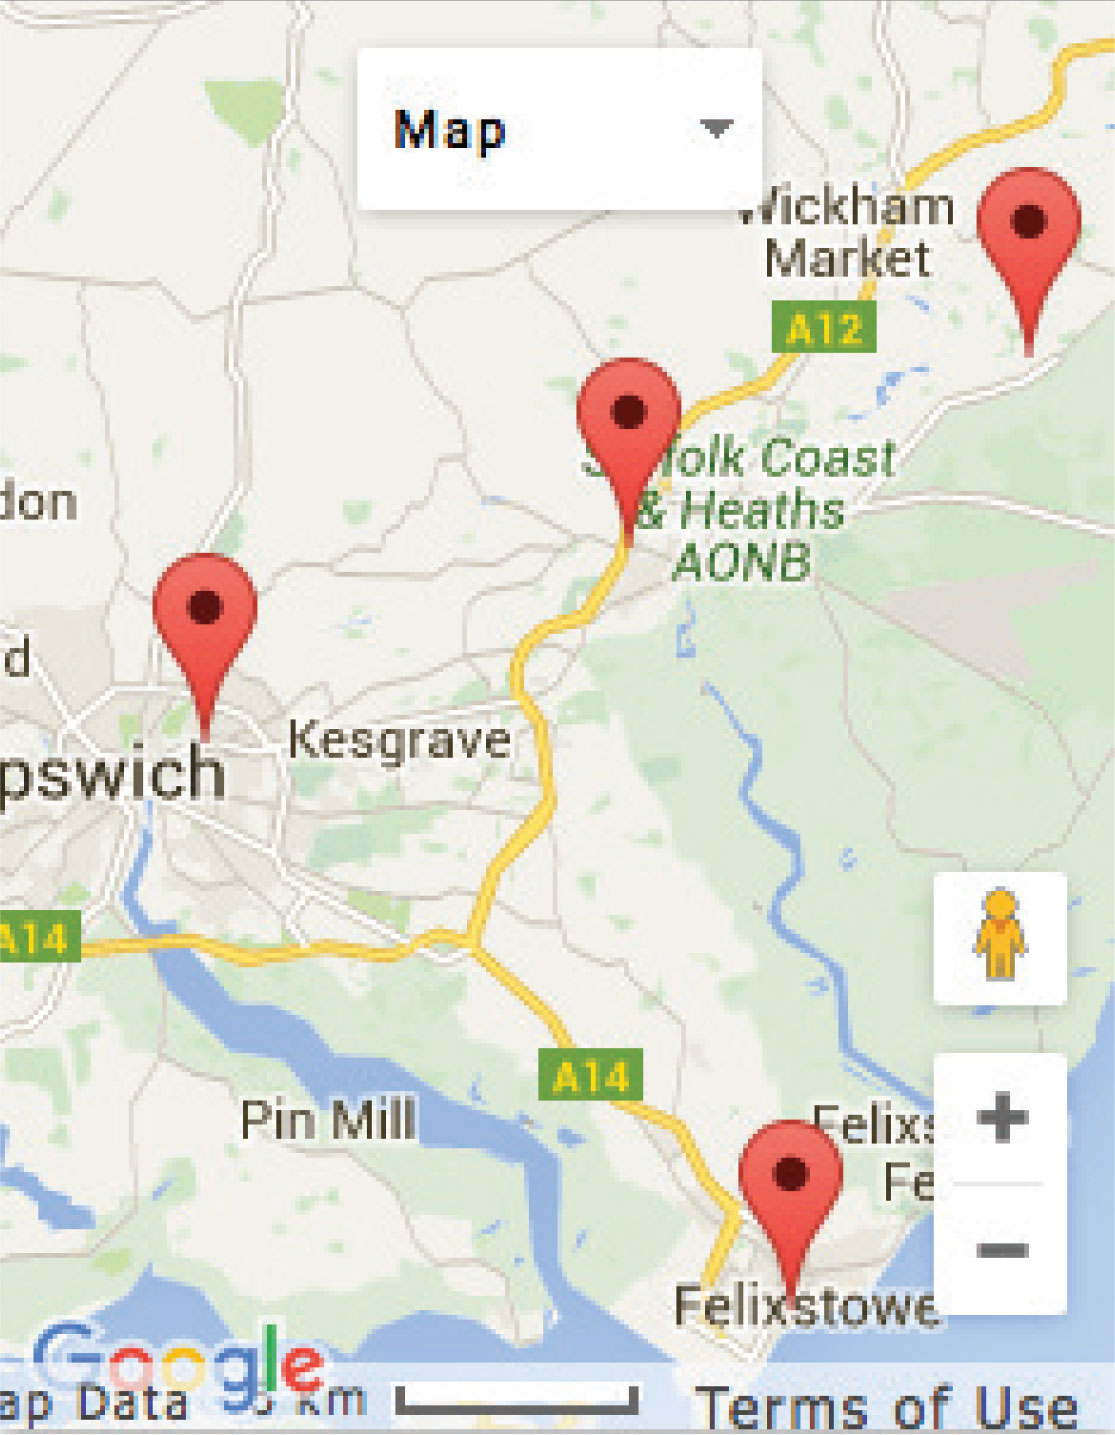 Map
Wickham
Market
A12
Suffolk Coast
& Heaths
AONB
don
d
Kesgrave
pswich
A14
A14
Pin Mill
Felixs
Fe
Felixstowe
Google
ap Data
5 km
Terms of Use